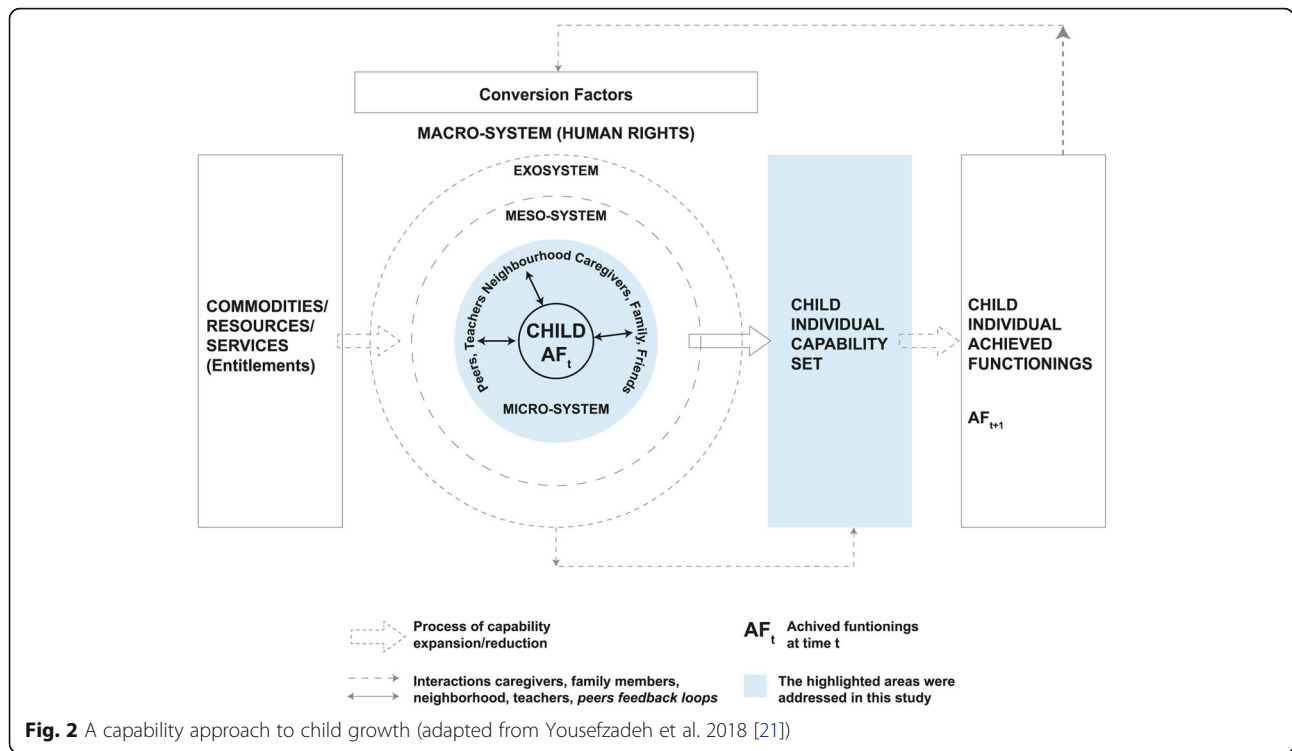 Conversion Factors
MACRO-SYSTEM (HUMAN RIGHTS)
EXOSYSTEM
MESO-SYSTEM
Peers, Teachers Neighbourhood Caregivers, Family, Friends
CHILD
AFt
MICRO-SYSTEM
COMMODITIES/
RESOURCES/
SERVICES
(Entitlements)
CHILD
INDIVIDUAL
CAPABILITY
SET
CHILD
INDIVIDUAL
ACHIEVED
FUNCTIONINGS
AFt+1
Process of capability
expansion/reduction
Interactions caregivers, family members,
neighborhood, teachers, peers feedback loops
AFt Achived funtionings
at time t
The highlighted areas were
addressed in this study
Fig. 2 A capability approach to child growth (adapted from Yousefzadeh et al. 2018 [21])